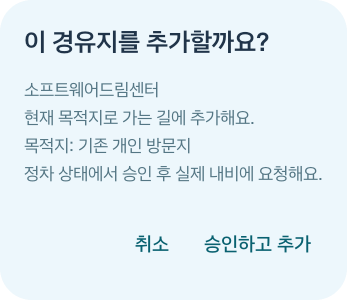 이 경유지를 추가할까요?
소프트웨어드림센터
현재 목적지로 가는 길에 추가해요.
목적지: 기존 개인 방문지
정차 상태에서 승인 후 실제 내비에 요청해요.
취소 승인하고 추가